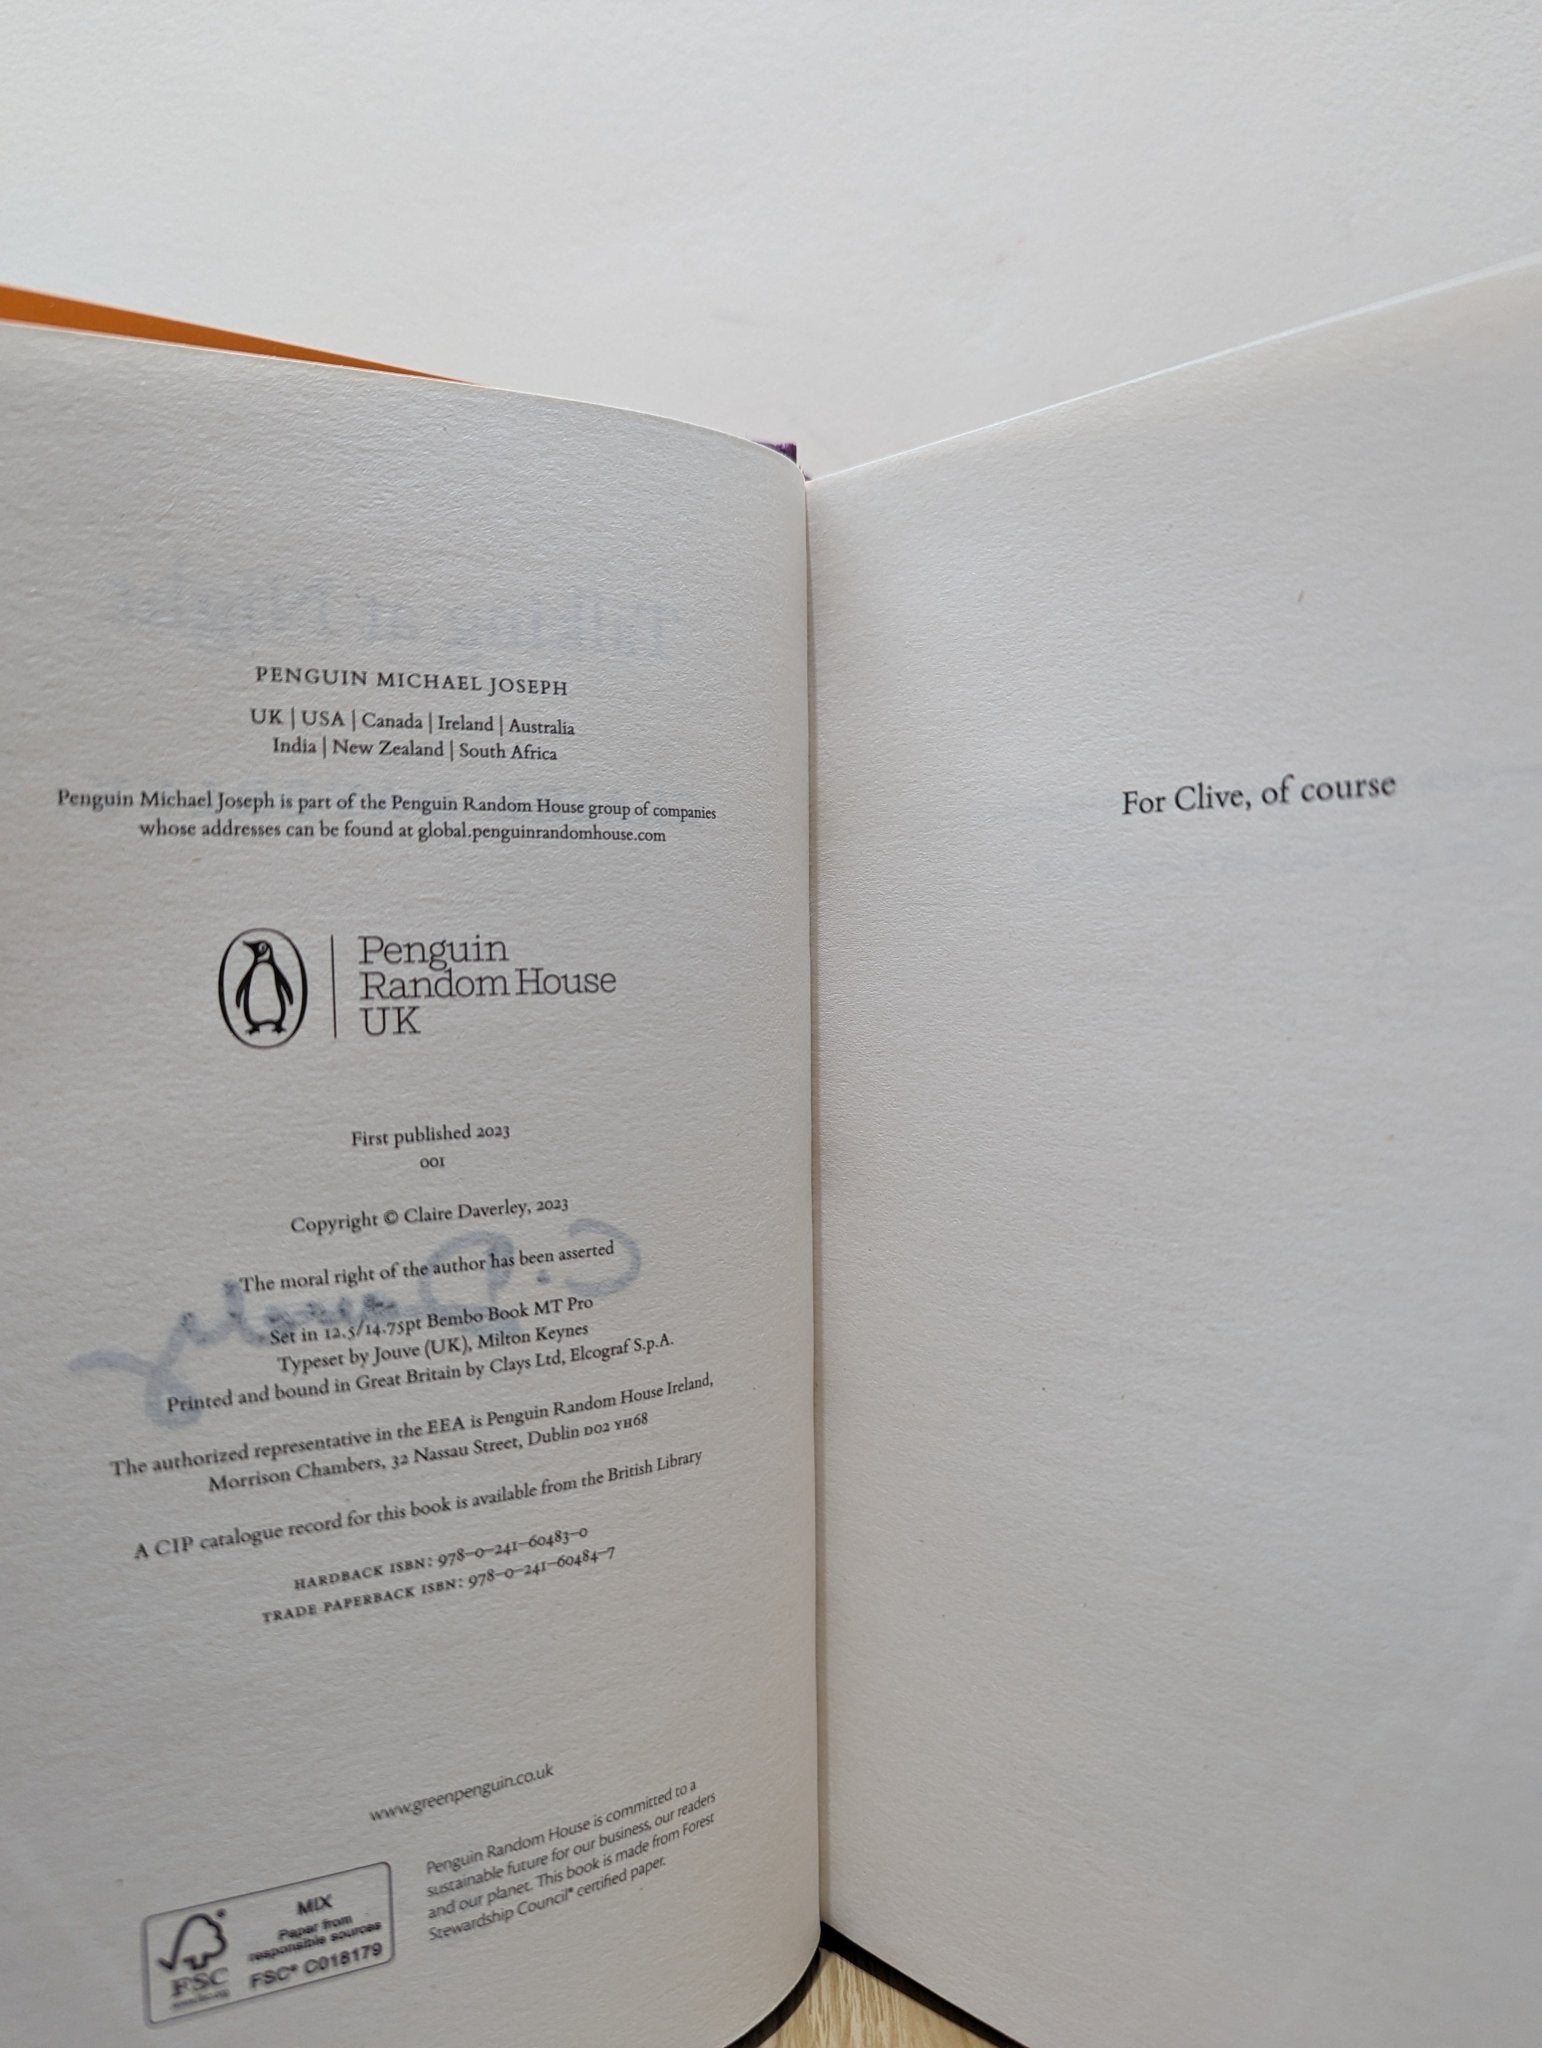 PENGUIN MICHAEL JOSEPH
UK | USA | Canada | Ireland | Australia
India | New Zealand | South Africa
Penguin Michael Joseph is part of the Penguin Random House group of companies
whose addresses can be found at global.penguinrandomhouse.com
Penguin
Random House
UK
First published 2023
001
Copyright © Claire Daverley, 2023
The moral right of the author has been asserted
Set in 12.5/14.75pt Bembo Book MT Pro
Typeset by Jouve (UK), Milton Keynes
Printed and bound in Great Britain by Clays Ltd, Elcograf S.p.A.
The authorized representative in the EEA is Penguin Random House Ireland,
Morrison Chambers, 32 Nassau Street, Dublin D02 YH68
A CIP catalogue record for this book is available from the British Library
HARDBACK ISBN: 978–0–241–60483–0
TRADE PAPERBACK ISBN: 978–0–241–60484–7
www.greenpenguin.co.uk
MIX
Paper from
responsible sources
FSC® C018179
FSC
Penguin Random House is committed to a
sustainable future for our business, our readers
and our planet. This book is made from Forest
Stewardship Council® certified paper.
For Clive, of course